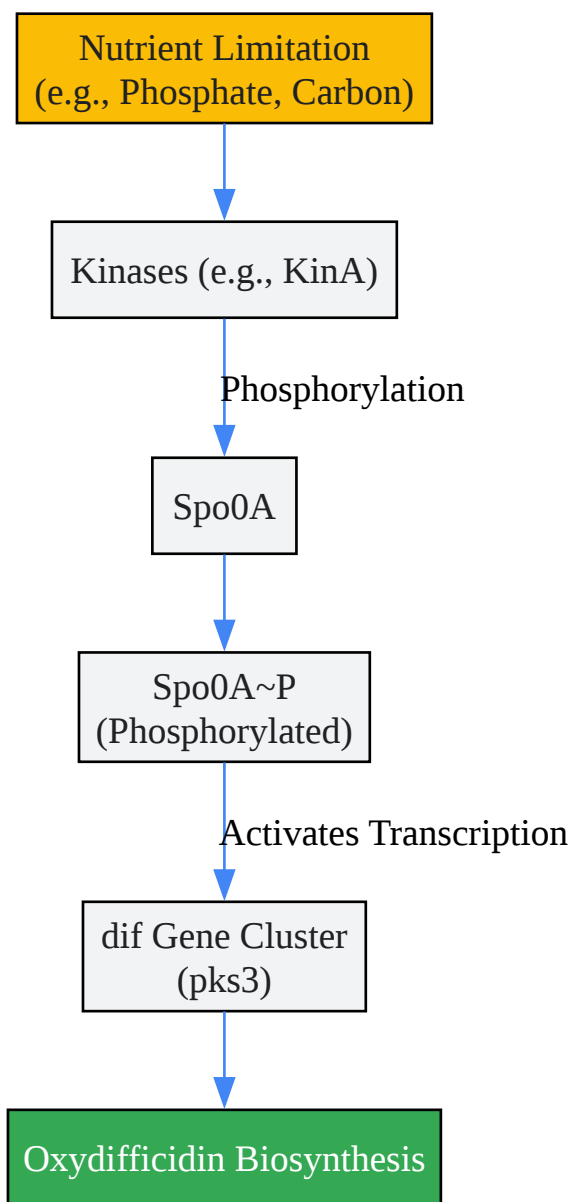 Nutrient Limitation
(e.g., Phosphate, Carbon)
Kinases (e.g., KinA)
Phosphorylation
Spo0A
Spo0A~P
(Phosphorylated)
Activates Transcription
dif Gene Cluster
(pks3)
Oxydifficidin Biosynthesis